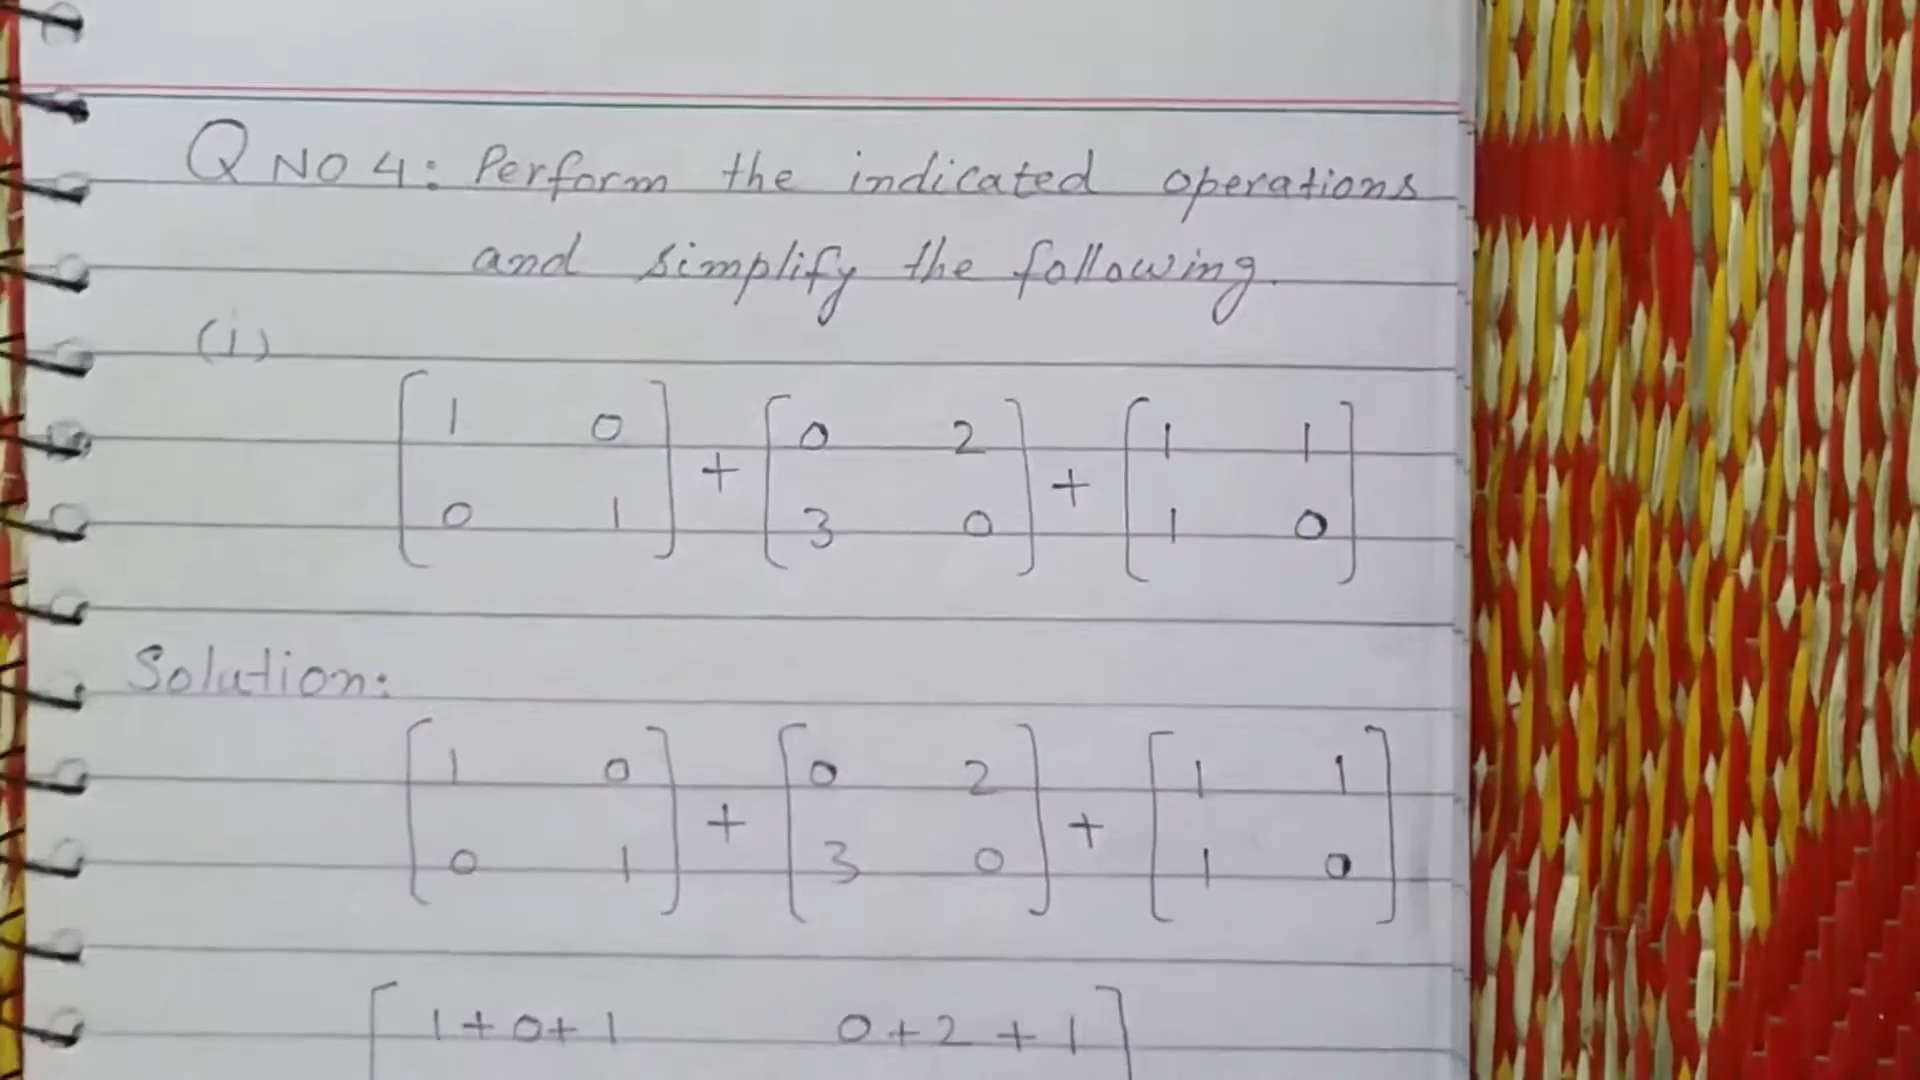 Q NO 4: Perform the indicated operations
and simplify the following.
(i)
[1 0] + [0 2] + [1 1]
[0 1] [3 0] [1 0]
Solution:
[1 0] + [0 2] + [1 1]
[0 1] [3 0] [1 0]
[1+0+1 0+2+1]